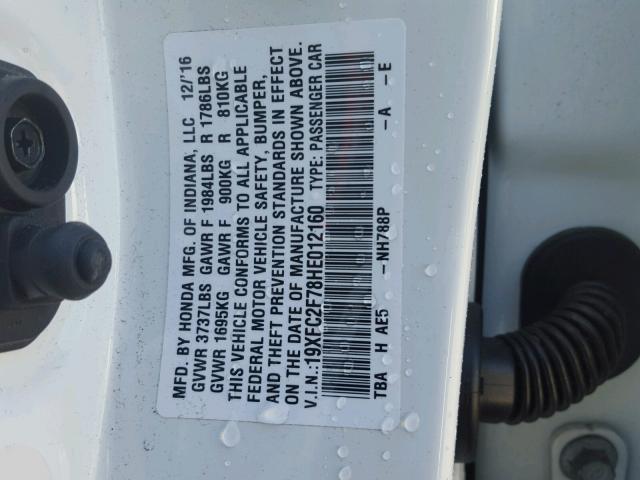 MFD. BY HONDA MFG. OF INDIANA, LLC 12/'16
GVWR 3737LBS GAWR F 1984LBS R 1786LBS
GVWR 1695KG GAWR F 900KG R 810KG
THIS VEHICLE CONFORMS TO ALL APPLICABLE
FEDERAL MOTOR VEHICLE SAFETY, BUMPER,
AND THEFT PREVENTION STANDARDS IN EFFECT
ON THE DATE OF MANUFACTURE SHOWN ABOVE.
V.I.N.:19XFC2F78HE012160 TYPE: PASSENGER CAR
-NH788P -A -E
TBA H AE5